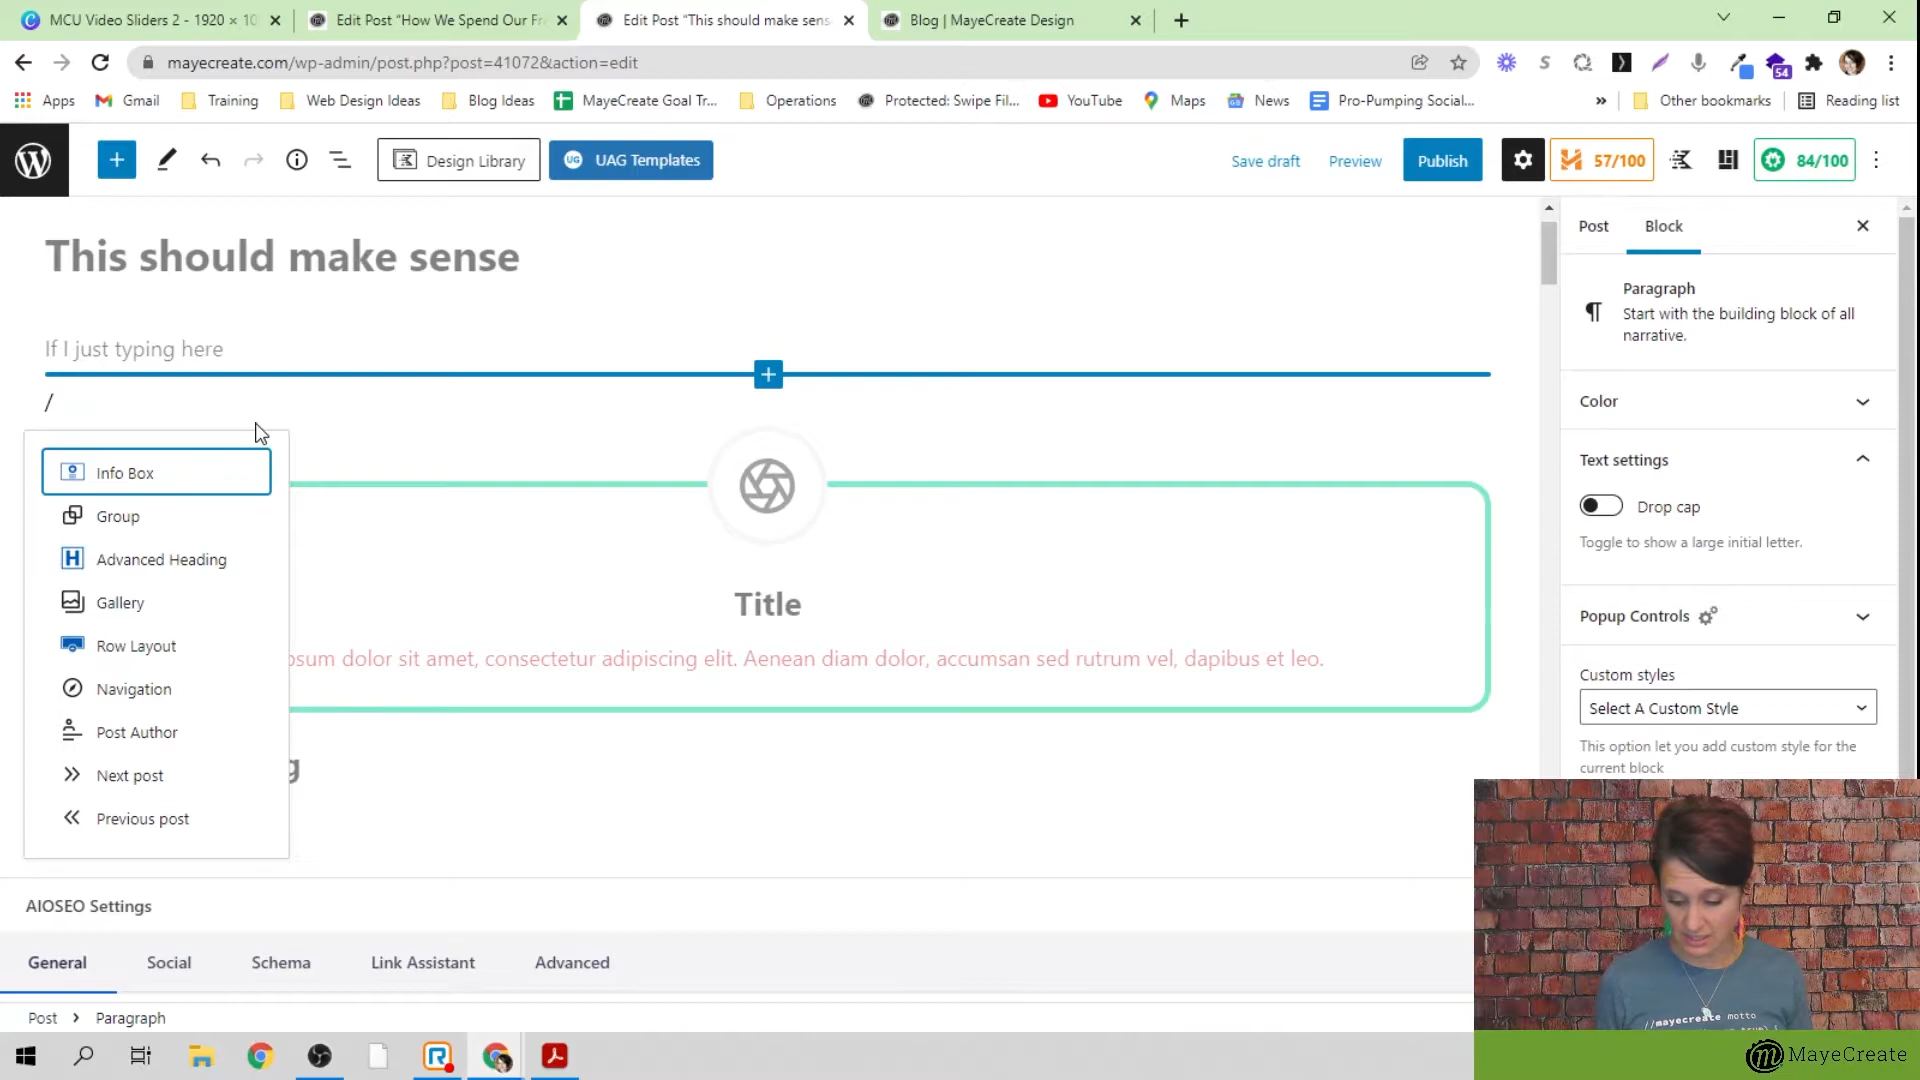 MCU Video Sliders 2 - 1920 × 10
Edit Post "How We Spend Our Fr
Edit Post "This should make sens
Blog | MayeCreate Design
mayecreate.com/wp-admin/post.php?post=41072&action=edit
54
Apps
Gmail
Training
Web Design Ideas
Blog Ideas
MayeCreate Goal Tr...
Operations
Protected: Swipe Fil...
YouTube
Maps
News
Pro-Pumping Social...
»
Other bookmarks
Reading list
Design Library
UG
UAG Templates
Save draft
Preview
Publish
57/100
84/100
This should make sense
If I just typing here
/
Info Box
Group
Advanced Heading
Gallery
Row Layout
Navigation
Post Author
Next post
Previous post
Title
psum dolor sit amet, consectetur adipiscing elit. Aenean diam dolor, accumsan sed rutrum vel, dapibus et leo.
g
Post
Block
Paragraph
Start with the building block of all
narrative.
Color
Text settings
Drop cap
Toggle to show a large initial letter.
Popup Controls
Custom styles
Select A Custom Style
This option let you add custom style for the
current block
AIOSEO Settings
General
Social
Schema
Link Assistant
Advanced
Post
Paragraph
//mayecreate motto
MayeCreate